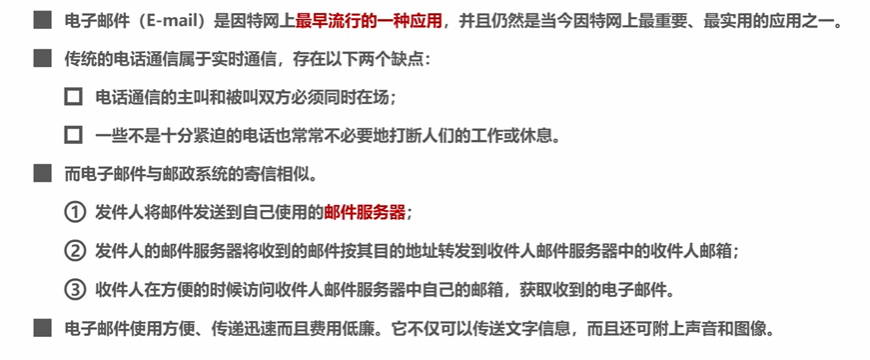 电子邮件（E-mail）是因特网上最早流行的一种应用，并且仍然是当今因特网上最重要、最实用的应用之一。
传统的电话通信属于实时通信，存在以下两个缺点：
电话通信的主叫和被叫双方必须同时在场；
一些不是十分紧迫的电话也常常不必要地打断人们的工作或休息。
而电子邮件与邮政系统的寄信相似。
① 发件人将邮件发送到自己使用的邮件服务器；
② 发件人的邮件服务器将收到的邮件按其目的地址转发到收件人邮件服务器中的收件人邮箱；
③ 收件人在方便的时候访问收件人邮件服务器中自己的邮箱，获取收到的电子邮件。
电子邮件使用方便、传递迅速而且费用低廉。它不仅可以传送文字信息，而且还可附上声音和图像。